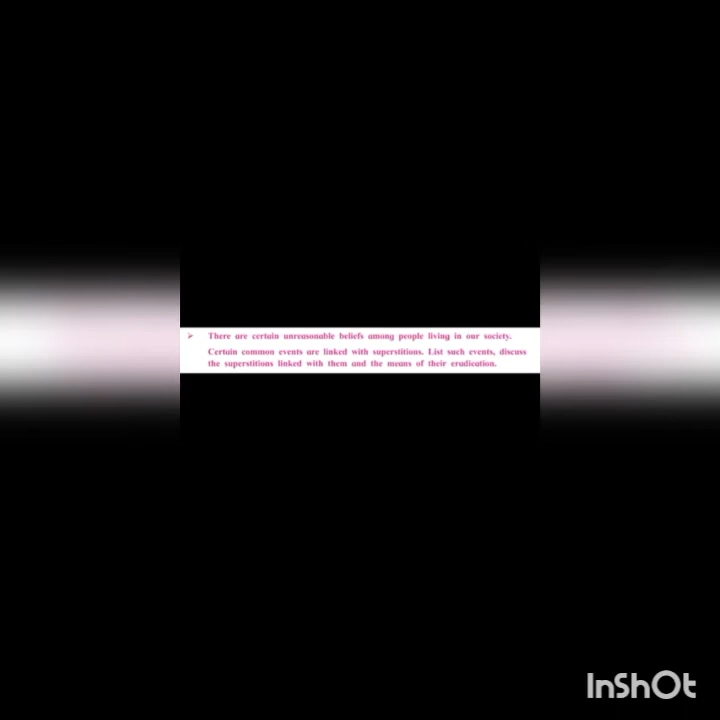 ➢ There are certain unreasonable beliefs among people living in our society.
Certain common events are linked with superstitions. List such events, discuss
the superstitions linked with them and the means of their eradication.
InShOt